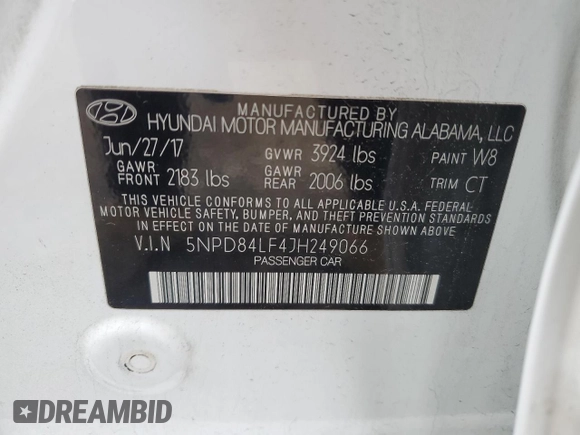 MANUFACTURED BY
HYUNDAI MOTOR MANUFACTURING ALABAMA, LLC
Jun/27/17 GVWR 3924 lbs PAINT W8
GAWR FRONT 2183 lbs GAWR REAR 2006 lbs TRIM CT
THIS VEHICLE CONFORMS TO ALL APPLICABLE U.S.A. FEDERAL
MOTOR VEHICLE SAFETY, BUMPER, AND THEFT PREVENTION STANDARDS
IN EFFECT ON THE DATE OF MANUFACTURE SHOWN ABOVE.
V.I.N 5NPD84LF4JH249066
PASSENGER CAR
DREAMBID